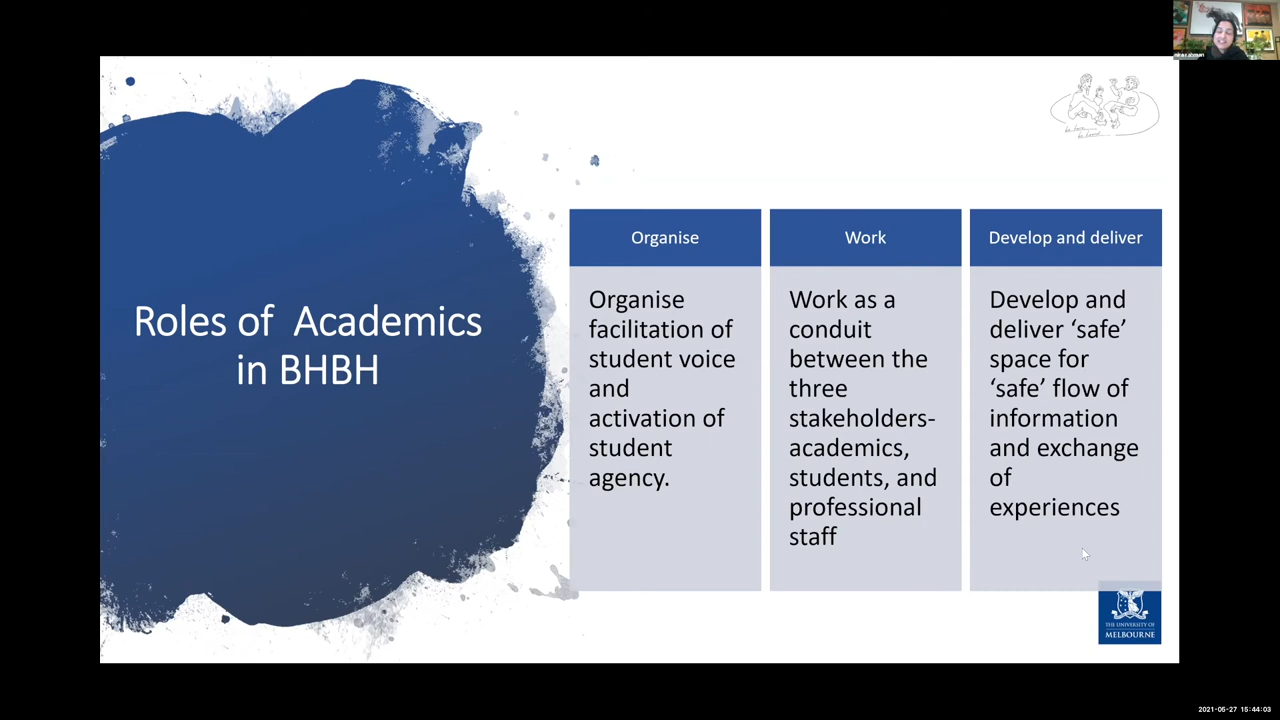 Roles of  Academics
in BHBH
Organise
Organise
facilitation of
student voice
and
activation of
student
agency.
Work
Work as a
conduit
between the
three
stakeholders-
academics,
students, and
professional
staff
Develop and deliver
Develop and
deliver ‘safe’
space for
‘safe’ flow of
information
and exchange
of
experiences
THE UNIVERSITY OF
MELBOURNE
2021-05-27  15:44:03